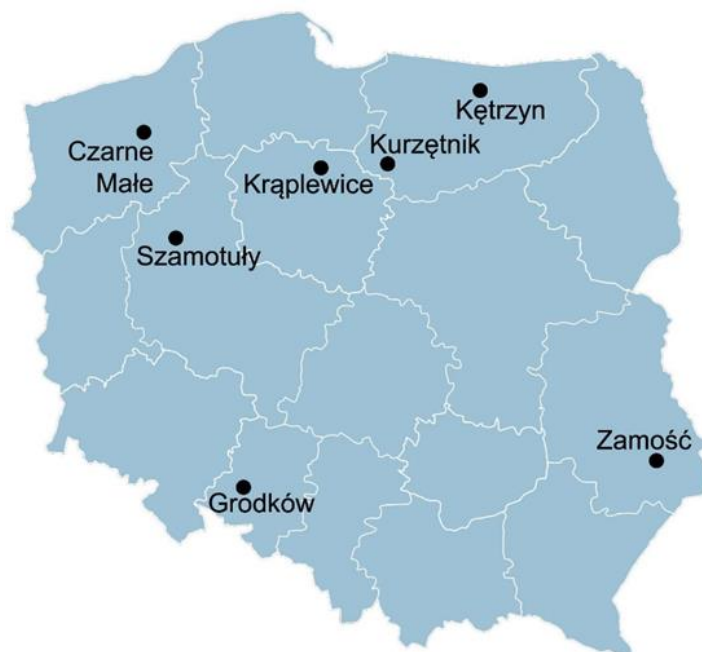 Kętrzyn
Czarne
Małe
Kurzętnik
Krąplewice
Szamotuły
Zamość
Grodków